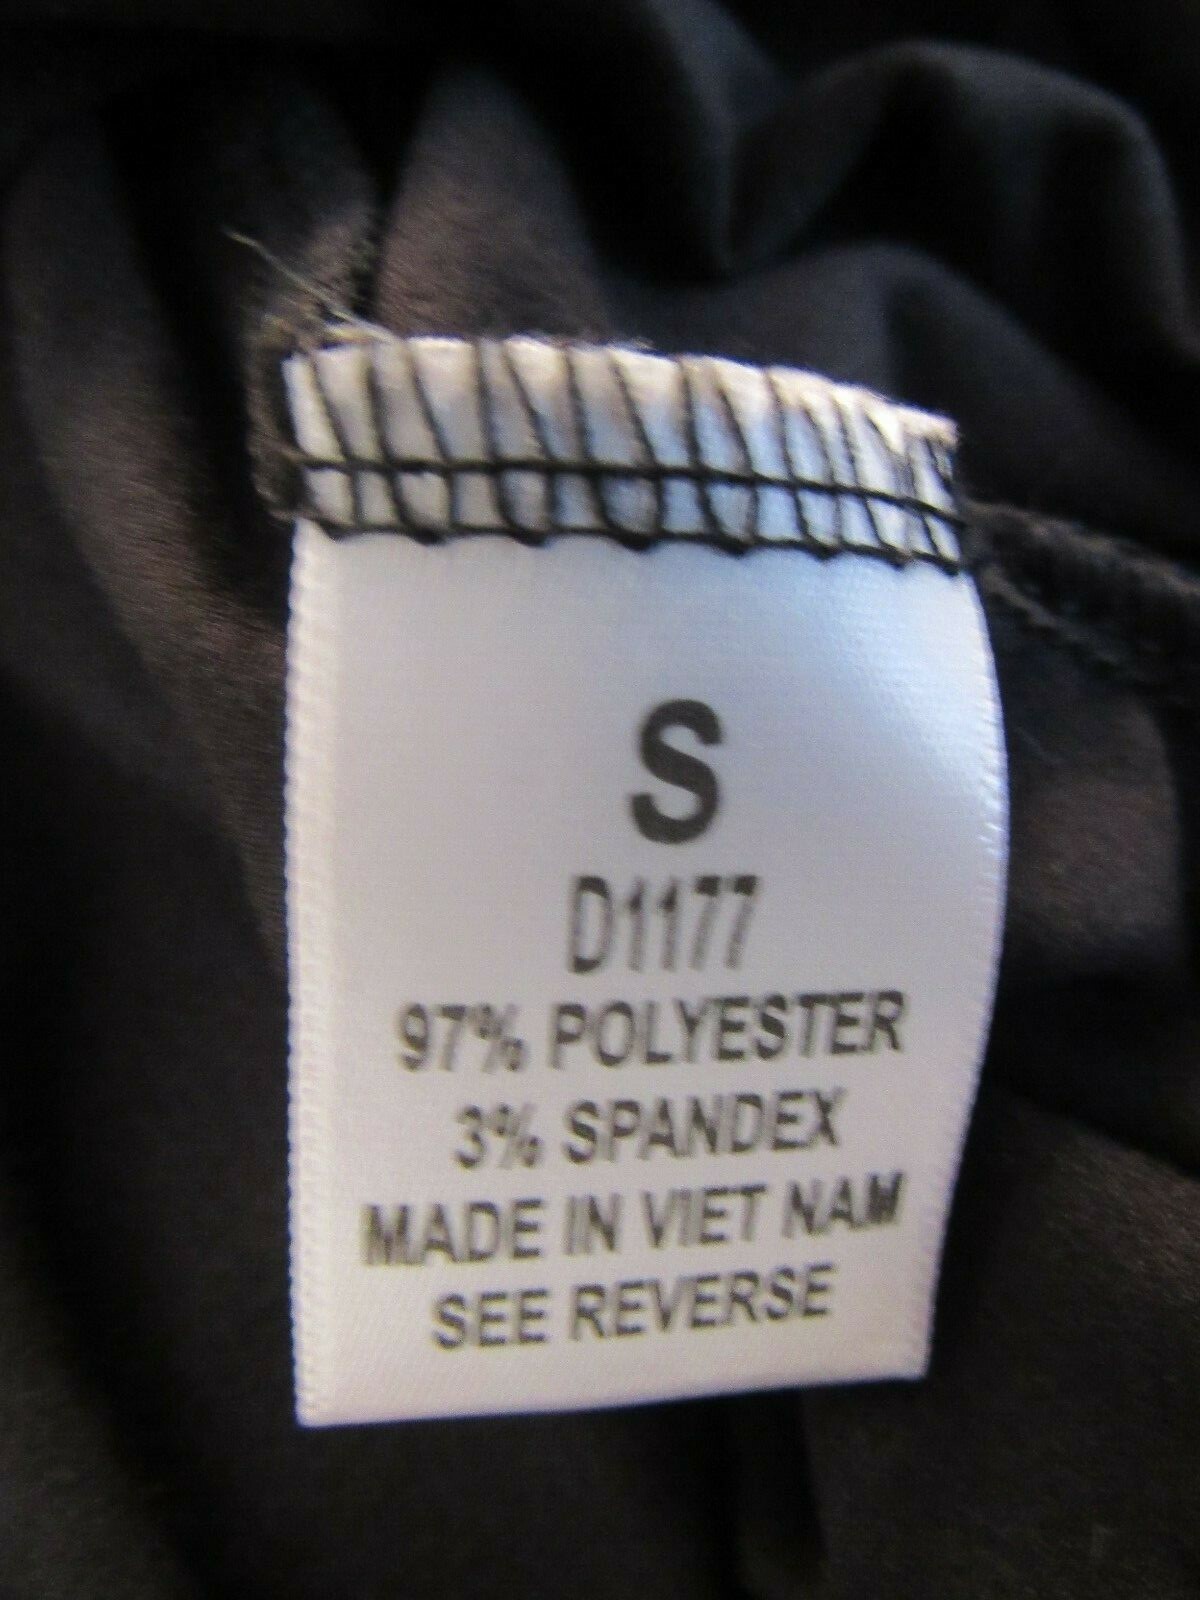 S
D1177
97% POLYESTER
3% SPANDEX
MADE IN VIET NAM
SEE REVERSE